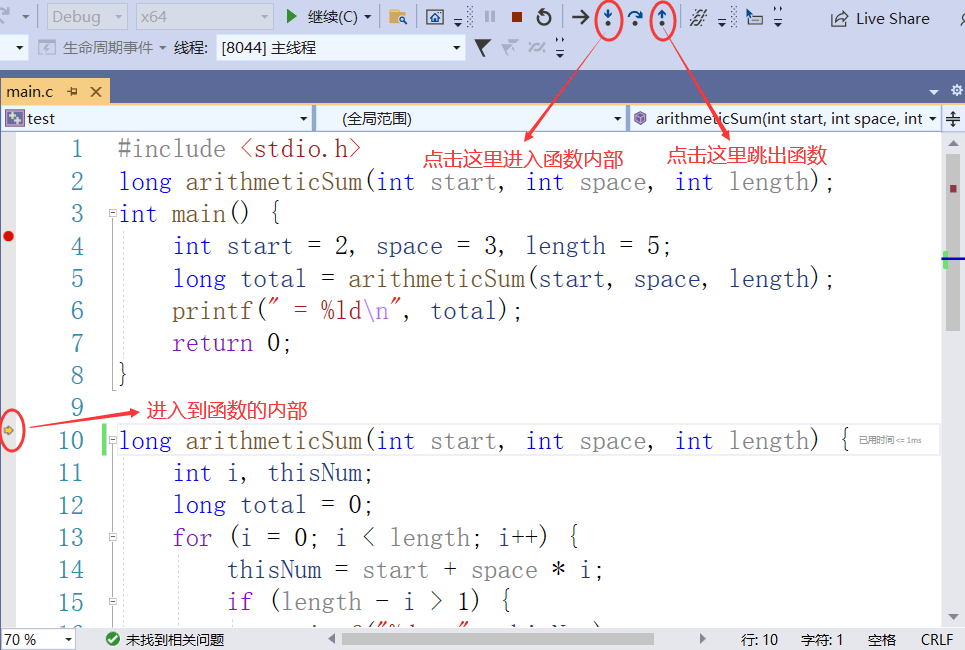 Debug x64 继续(C) Live Share
生命周期事件 线程: [8044] 主线程
main.c
test (全局范围) arithmeticSum(int start, int space, int
点击这里进入函数内部 点击这里跳出函数
1 #include <stdio.h>
2 long arithmeticSum(int start, int space, int length);
3 int main() {
4 int start = 2, space = 3, length = 5;
5 long total = arithmeticSum(start, space, length);
6 printf(" = %ld\n", total);
7 return 0;
8 }
9
进入到函数的内部
10 long arithmeticSum(int start, int space, int length) { 已用时间 <= 1ms
11 int i, thisNum;
12 long total = 0;
13 for (i = 0; i < length; i++) {
14 thisNum = start + space * i;
15 if (length - i > 1) {
70 % 未找到相关问题 行: 10 字符: 1 空格 CRLF